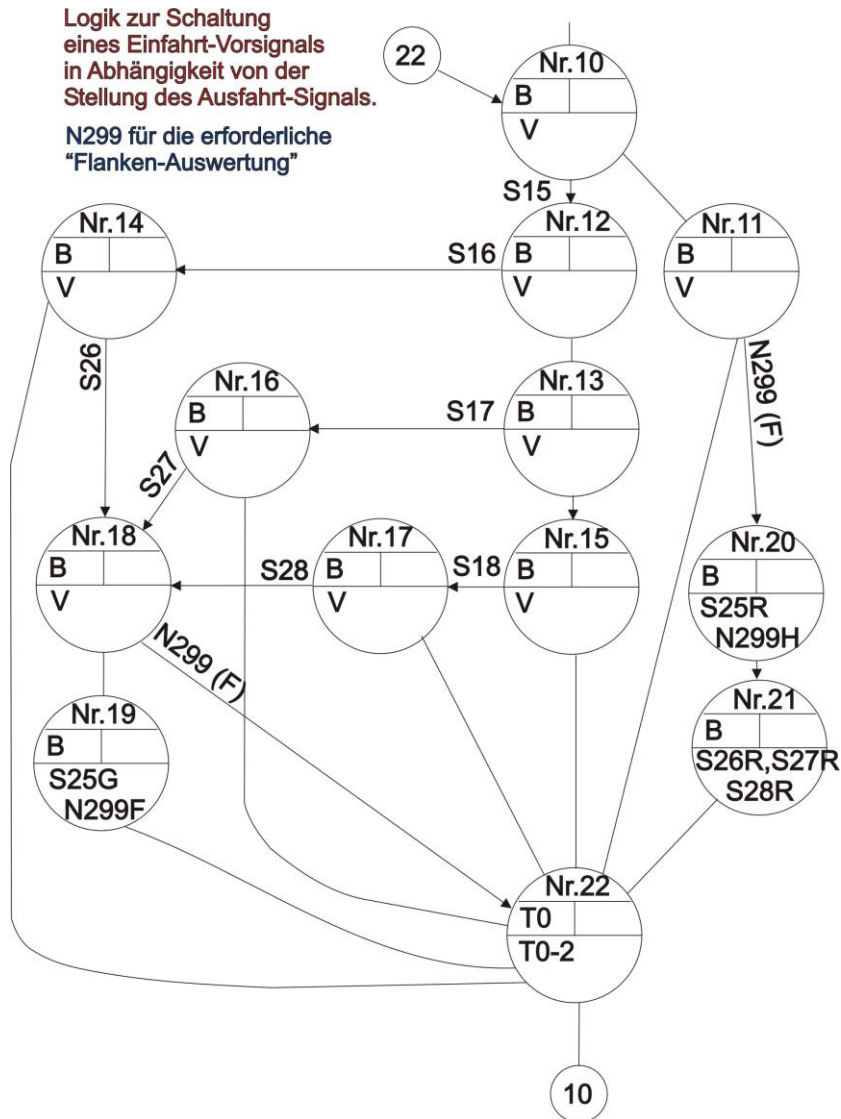 Logik zur Schaltung
eines Einfahrt-Vorsignals
in Abhängigkeit von der
Stellung des Ausfahrt-Signals.
N299 für die erforderliche
“Flanken-Auswertung”
22
Nr.10
B
V
S15
Nr.14
B
V
S16
Nr.12
B
V
Nr.11
B
V
S26
N299 (F)
Nr.16
B
V
S17
Nr.13
B
V
S27
Nr.18
B
V
S28
Nr.17
B
V
S18
Nr.15
B
V
Nr.20
B
S25R
N299H
N299 (F)
Nr.19
B
S25G
N299F
Nr.21
B
S26R,S27R
S28R
Nr.22
T0
T0-2
10